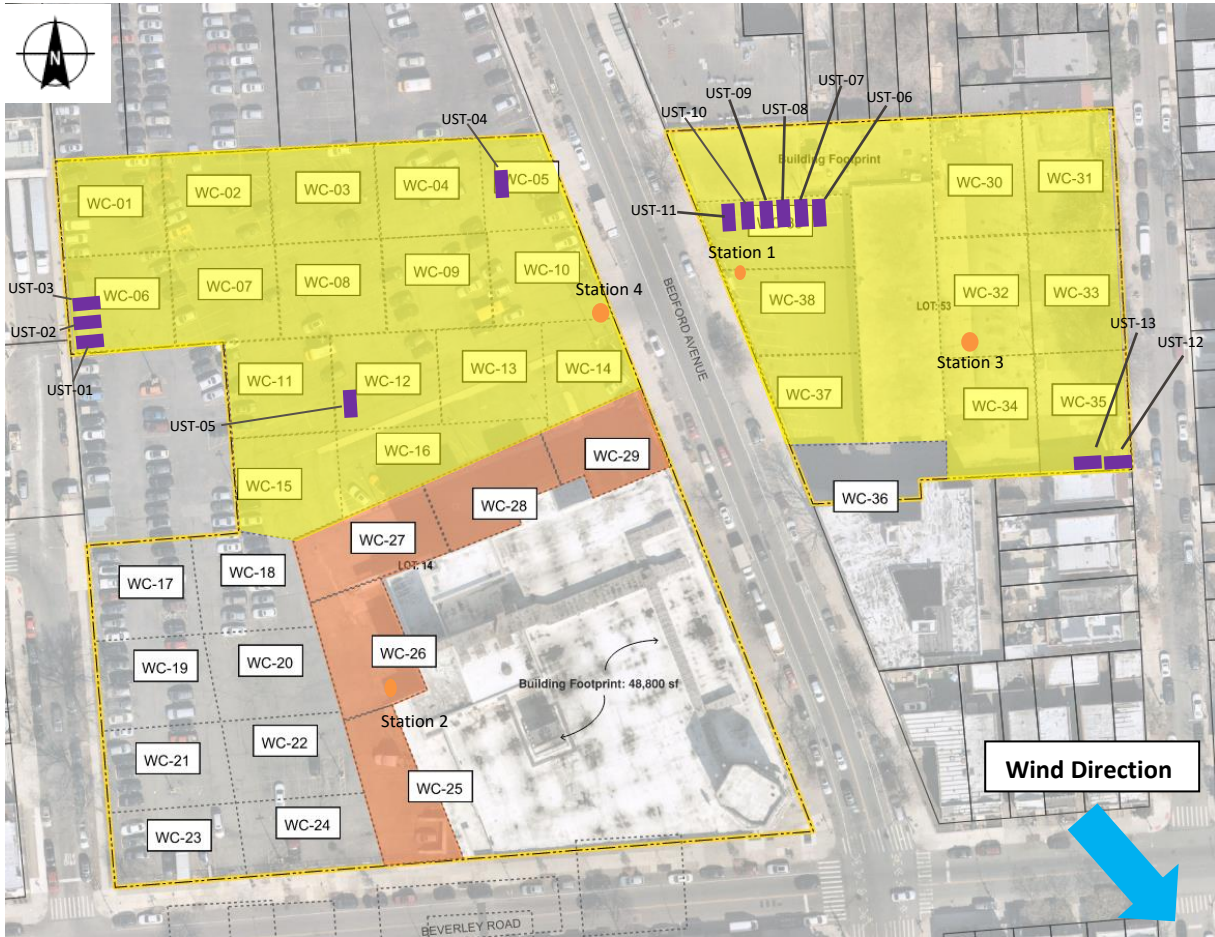 N
UST-07
UST-09
UST-08
UST-10
UST-06
UST-04
Building Footprint
WC-05
WC-04
WC-03
WC-02
WC-01
WC-30
WC-31
UST-11
Station 1
UST-03
WC-06
WC-07
WC-08
WC-09
WC-10
Station 4
BEDFORD AVENUE
WC-38
LOT: 53
WC-32
WC-33
UST-02
UST-13
UST-12
Station 3
UST-01
WC-11
WC-12
WC-13
WC-14
WC-37
WC-34
WC-35
UST-05
WC-15
WC-16
WC-29
WC-28
WC-36
WC-27
LOT: 14
WC-17
WC-18
WC-26
WC-19
WC-20
Building Footprint: 48,800 sf
Station 2
WC-22
WC-21
WC-25
Wind Direction
WC-24
WC-23
BEVERLEY ROAD